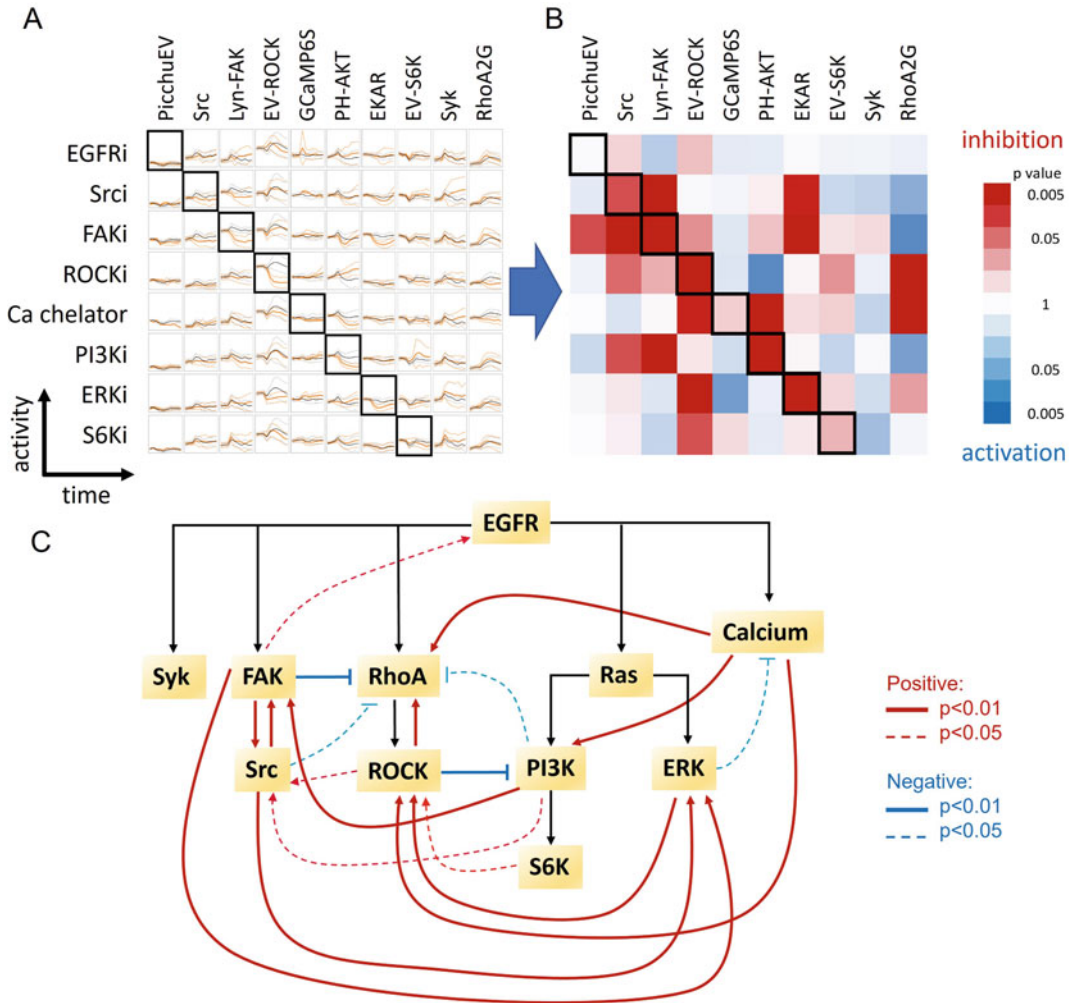 A
B
PicchuEV
Src
Lyn-FAK
EV-ROCK
GCaMP6S
PH-AKT
EKAR
EV-S6K
Syk
RhoA2G
PicchuEV
Src
Lyn-FAK
EV-ROCK
GCaMP6S
PH-AKT
EKAR
EV-S6K
Syk
RhoA2G
EGFRi
Srci
FAKi
ROCKi
Ca chelator
PI3Ki
ERKi
S6Ki
activity
time
inhibition
p value
0.005
0.05
1
0.05
0.005
activation
C
EGFR
Calcium
Syk
FAK
RhoA
Ras
Src
ROCK
PI3K
ERK
S6K
Positive:
p<0.01
p<0.05
Negative:
p<0.01
p<0.05